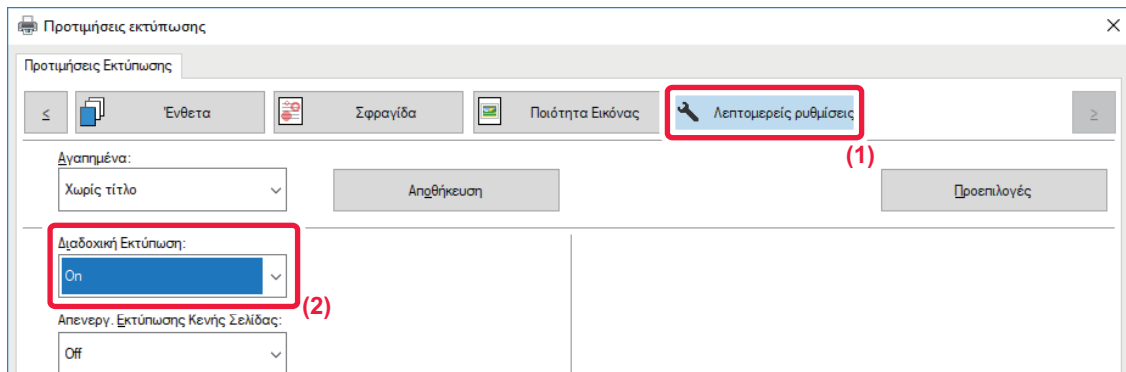 Προτιμήσεις εκτύπωσης
Προτιμήσεις Εκτύπωσης
< Ένθετα Σφραγίδα Ποιότητα Εικόνας Λεπτομερείς ρυθμίσεις >
(1)
Αγαπημένα:
Χωρίς τίτλο Αποθήκευση Προεπιλογές
Διαδοχική Εκτύπωση:
On
(2)
Απενεργ. Εκτύπωσης Κενής Σελίδας:
Off